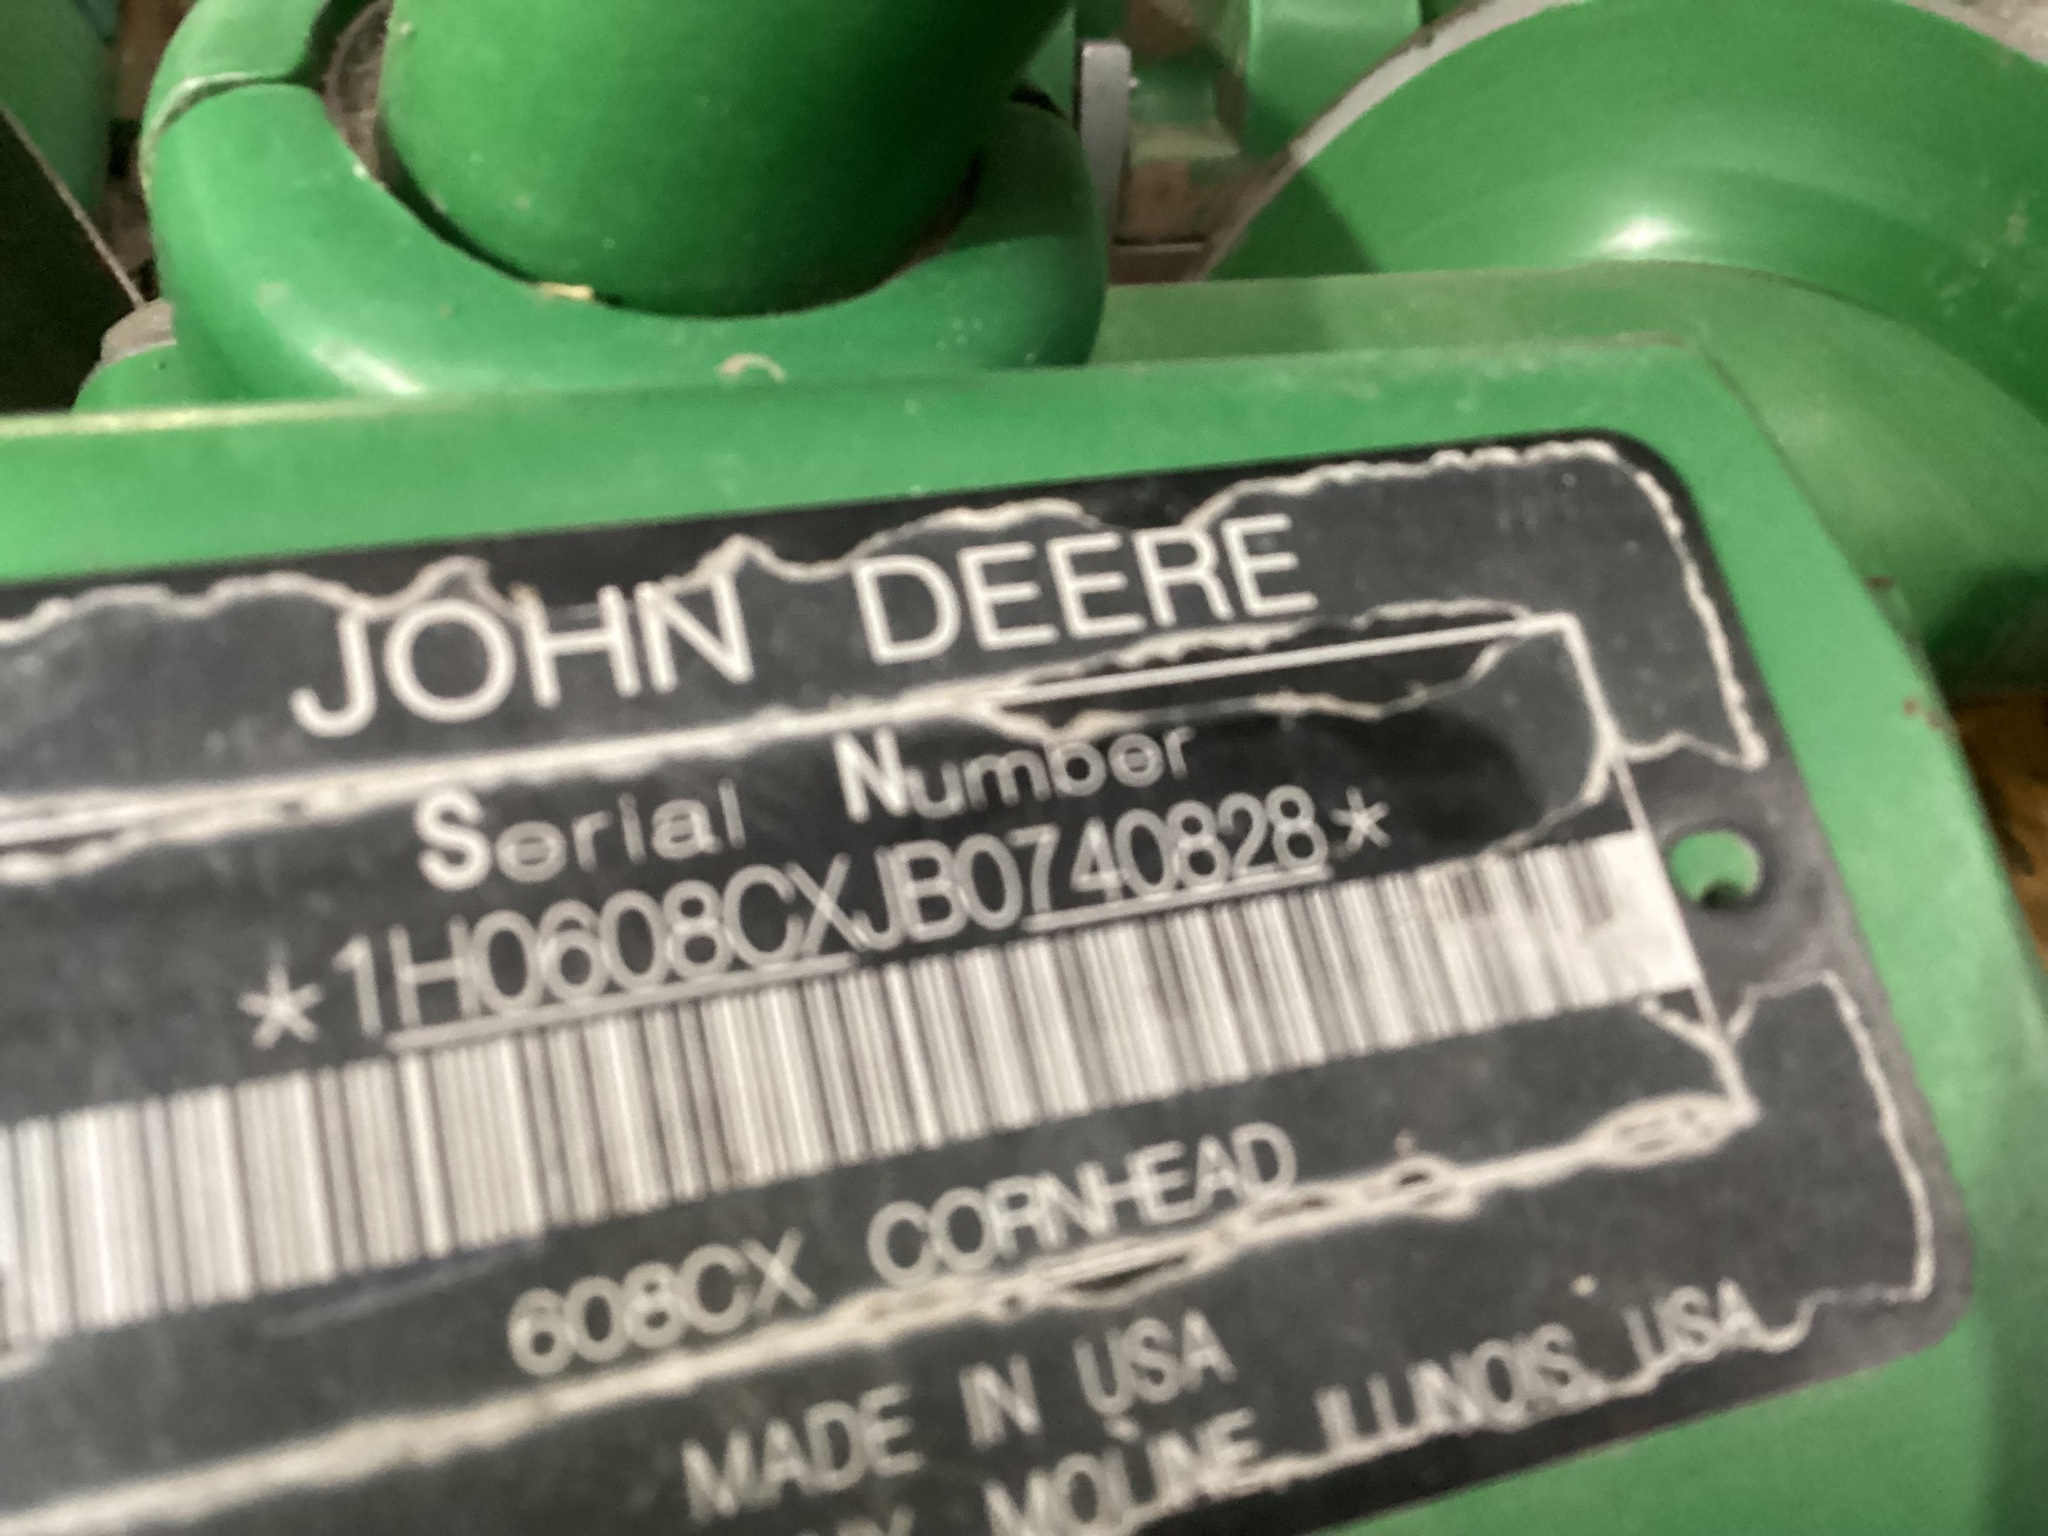 JOHN DEERE
Serial Number
*1H0608CXJB0740828*
608CX CORNHEAD
MADE IN USA
MOLINE ILLINOIS USA